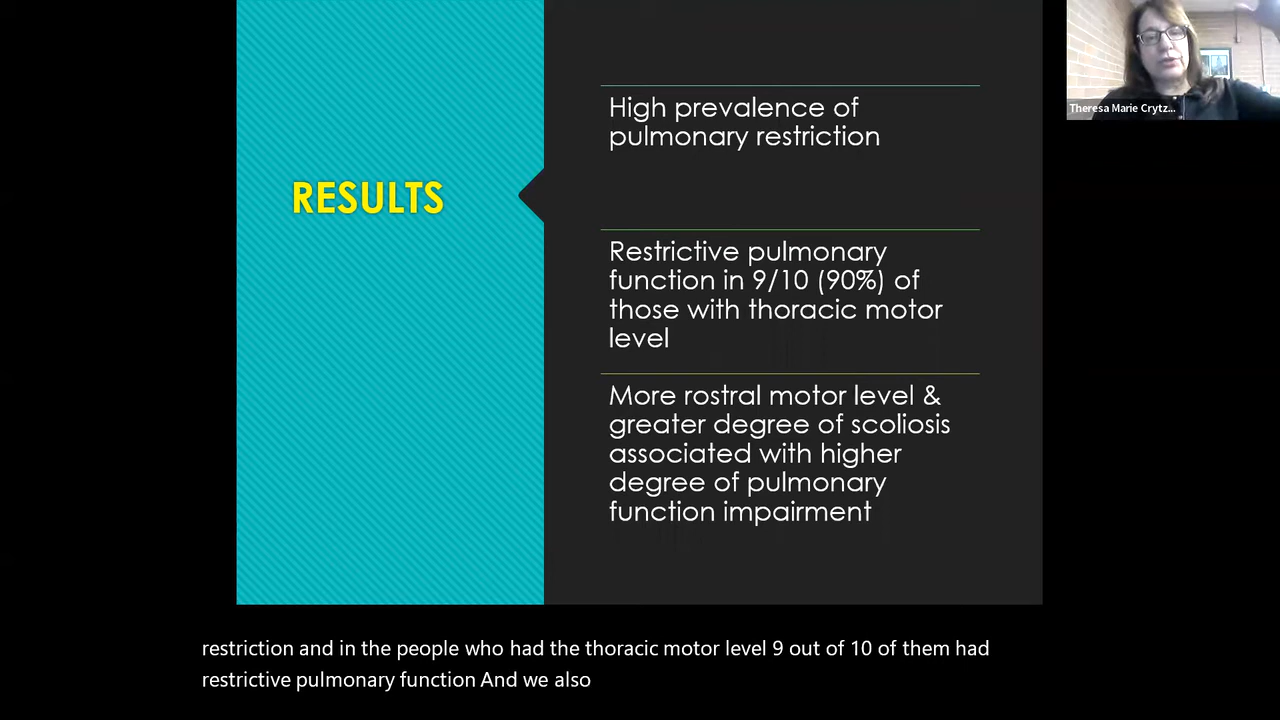 RESULTS
High prevalence of
pulmonary restriction
Restrictive pulmonary
function in 9/10 (90%) of
those with thoracic motor
level
More rostral motor level &
greater degree of scoliosis
associated with higher
degree of pulmonary
function impairment
Theresa Marie Crytz...
restriction and in the people who had the thoracic motor level 9 out of 10 of them had
restrictive pulmonary function And we also